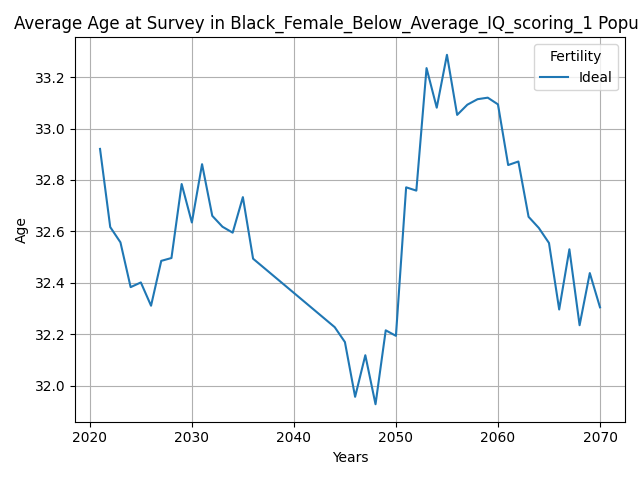 Average Age at Survey in Black_Female_Below_Average_IQ_scoring_1 Popu
Fertility
Ideal
33.2
33.0
32.8
32.6
32.4
32.2
32.0
Age
2020
2030
2040
2050
2060
2070
Years